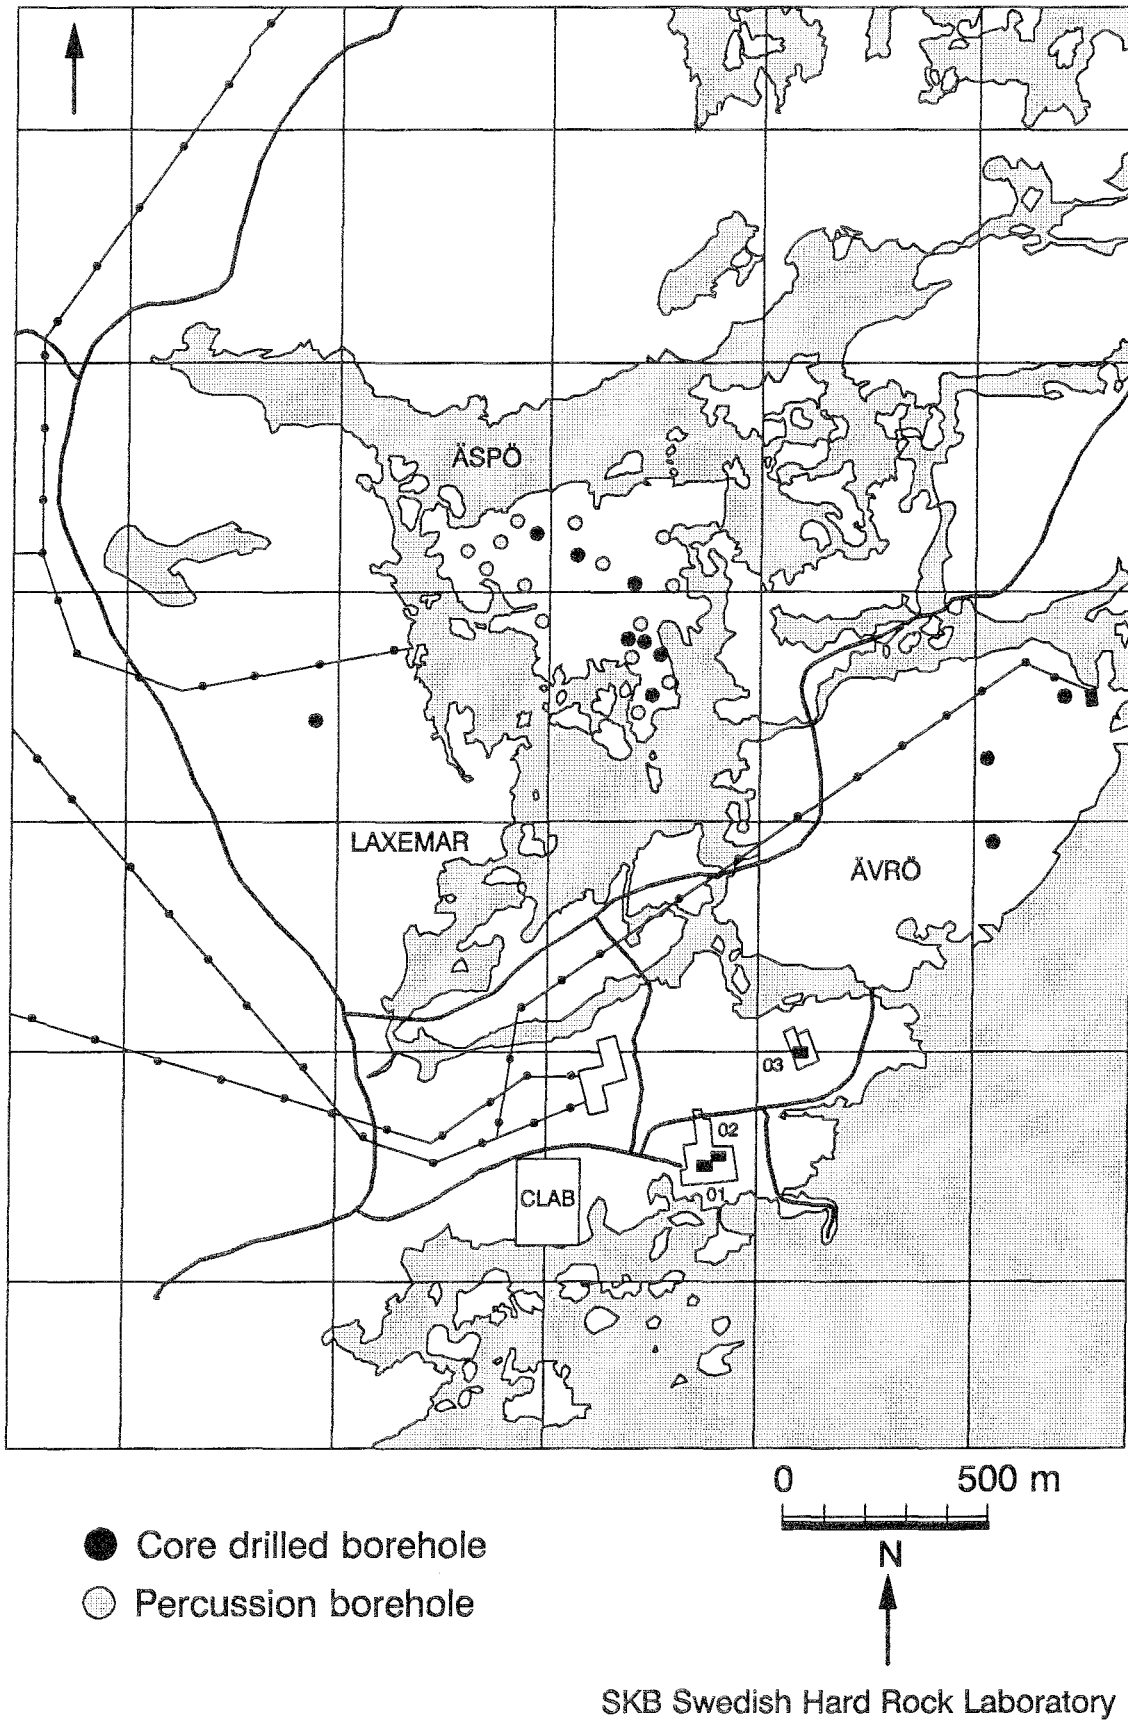 ÄSPÖ
LAXEMAR
ÄVRÖ
03
02
CLAB
01
0 500 m
Core drilled borehole
Percussion borehole
N
SKB Swedish Hard Rock Laboratory